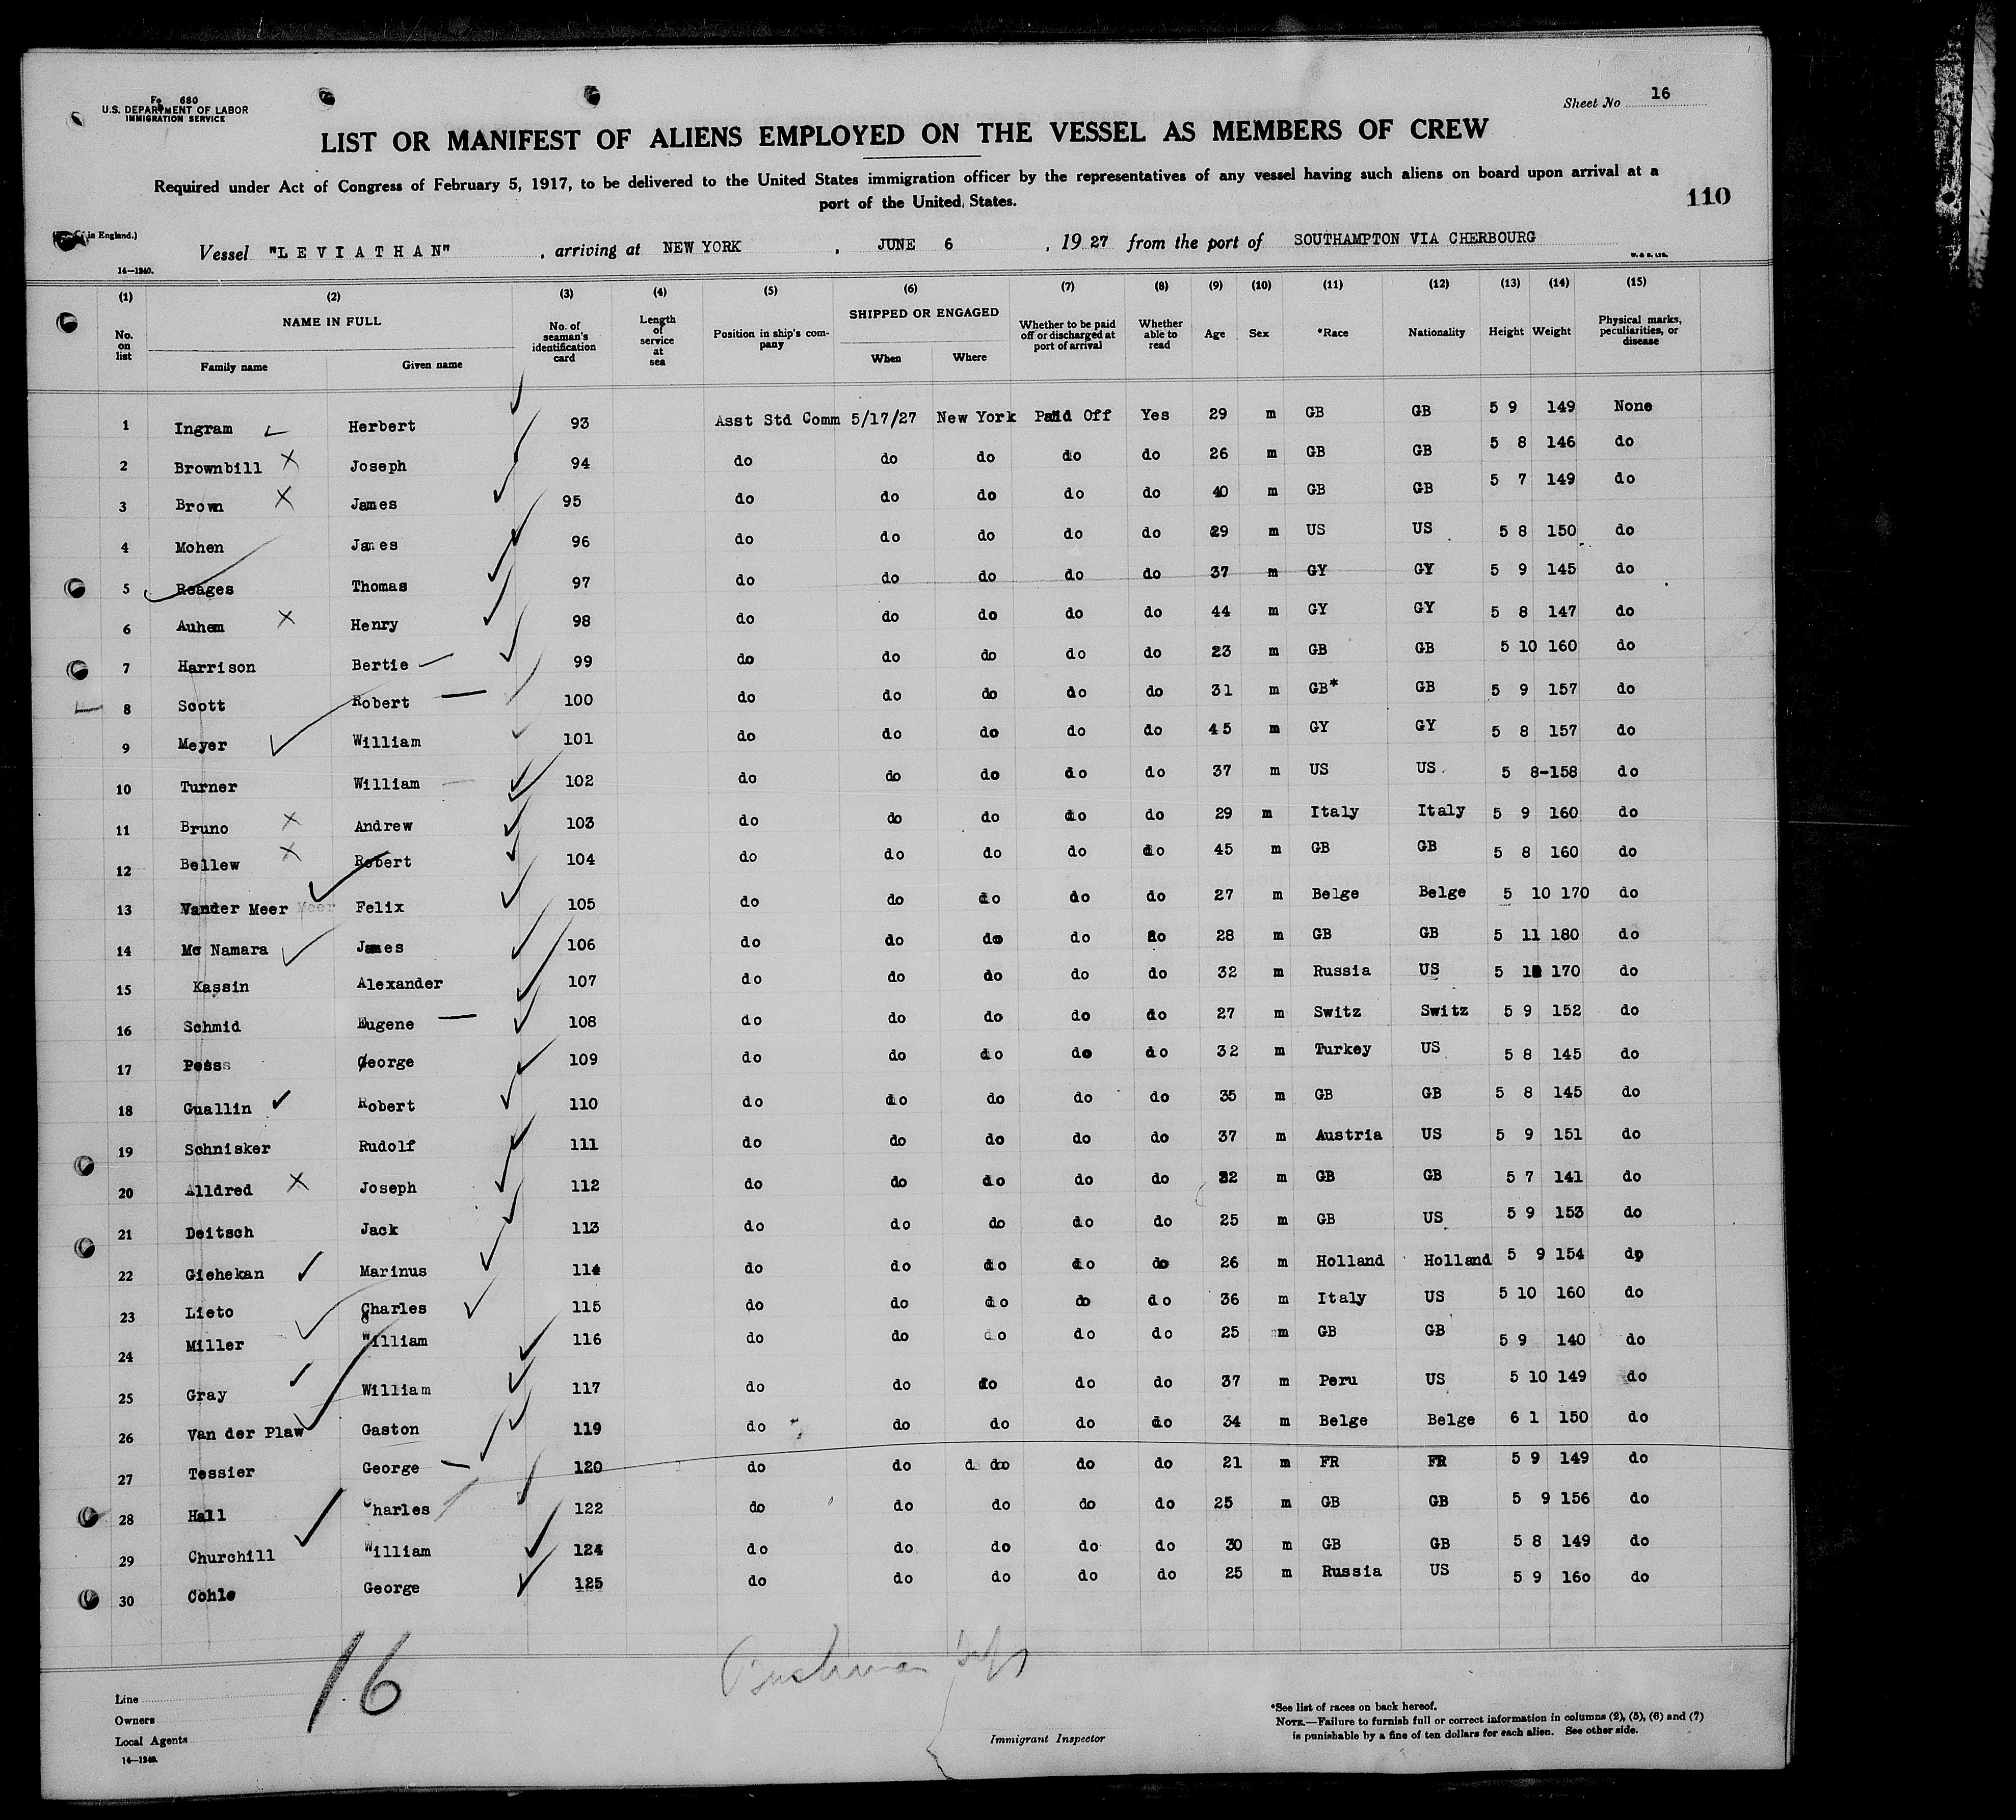 Fo 680
U.S. DEPARTMENT OF LABOR
IMMIGRATION SERVICE
Sheet No 16
LIST OR MANIFEST OF ALIENS EMPLOYED ON THE VESSEL AS MEMBERS OF CREW
Required under Act of Congress of February 5, 1917, to be delivered to the United States immigration officer by the representatives of any vessel having such aliens on board upon arrival at a
port of the United States.
110
in England.)
Vessel "LEVIATHAN", arriving at NEW YORK, JUNE 6, 1927 from the port of SOUTHAMPTON VIA CHERBOURG
14—1240.
W. & S. LTD.
(1) (2) (3) (4) (5) (6) (7) (8) (9) (10) (11) (12) (13) (14) (15)
No. on list NAME IN FULL Family name Given name No. of seaman's identification card Length of service at sea Position in ship's company SHIPPED OR ENGAGED When Where Whether to be paid off or discharged at port of arrival Whether able to read Age Sex *Race Nationality Height Weight Physical marks, peculiarities, or disease
1 Ingram Herbert 93 Asst Std Comm 5/17/27 New York Paid Off Yes 29 m GB GB 5 9 149 None
2 Brownbill Joseph 94 do do do do do 26 m GB GB 5 8 146 do
3 Brown James 95 do do do do do 40 m GB GB 5 7 149 do
4 Mohen James 96 do do do do do 29 m US US 5 8 150 do
5 Reages Thomas 97 do do do do do 37 m GY GY 5 9 145 do
6 Auhem Henry 98 do do do do do 44 m GY GY 5 8 147 do
7 Harrison Bertie 99 do do do do do 23 m GB GB 5 10 160 do
8 Scott Robert 100 do do do do do 31 m GB* GB 5 9 157 do
9 Meyer William 101 do do do do do 45 m GY GY 5 8 157 do
10 Turner William 102 do do do do do 37 m US US 5 8-158 do
11 Bruno Andrew 103 do do do do do 29 m Italy Italy 5 9 160 do
12 Bellew Robert 104 do do do do do 45 m GB GB 5 8 160 do
13 Vander Meer Felix 105 do do do do do 27 m Belge Belge 5 10 170 do
14 Mc Namara James 106 do do do do do 28 m GB GB 5 11 180 do
15 Kassin Alexander 107 do do do do do 32 m Russia US 5 170 do
16 Schmid Eugene 108 do do do do do 27 m Switz Switz 5 9 152 do
17 Pess George 109 do do do do do 32 m Turkey US 5 8 145 do
18 Guallin Robert 110 do do do do do 35 m GB GB 5 8 145 do
19 Schnisker Rudolf 111 do do do do do 37 m Austria US 5 9 151 do
20 Alldred Joseph 112 do do do do do 22 m GB GB 5 7 141 do
21 Deitsch Jack 113 do do do do do 25 m GB US 5 9 153 do
22 Giehekan Marinus 114 do do do do do 26 m Holland Holland 5 9 154 do
23 Lieto Charles 115 do do do do do 36 m Italy US 5 10 160 do
24 Miller William 116 do do do do do 25 m GB GB 5 9 140 do
25 Gray William 117 do do do do do 37 m Peru US 5 10 149 do
26 Van der Plaw Gaston 119 do do do do do 34 m Belge Belge 6 1 150 do
27 Tessier George 120 do do d do do do 21 m FR FR 5 9 149 do
28 Hall Charles 122 do do do do do 25 m GB GB 5 9 156 do
29 Churchill William 124 do do do do do 30 m GB GB 5 8 149 do
30 Cohle George 125 do do do do do 25 m Russia US 5 9 16o do
16
Line
Owners
Local Agents
14—1240.
Immigrant Inspector
*See list of races on back hereof.
NOTE.—Failure to furnish full or correct information in columns (2), (5), (6) and (7)
is punishable by a fine of ten dollars for each alien. See other side.